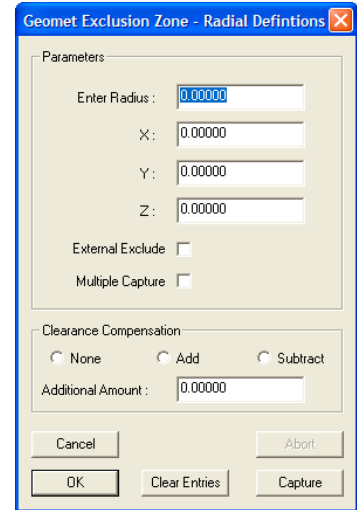 Geomet Exclusion Zone - Radial Defintions
Parameters
Enter Radius : 0.00000
X : 0.00000
Y : 0.00000
Z : 0.00000
External Exclude
Multiple Capture
Clearance Compensation
None Add Subtract
Additional Amount : 0.00000
Cancel Abort
OK Clear Entries Capture